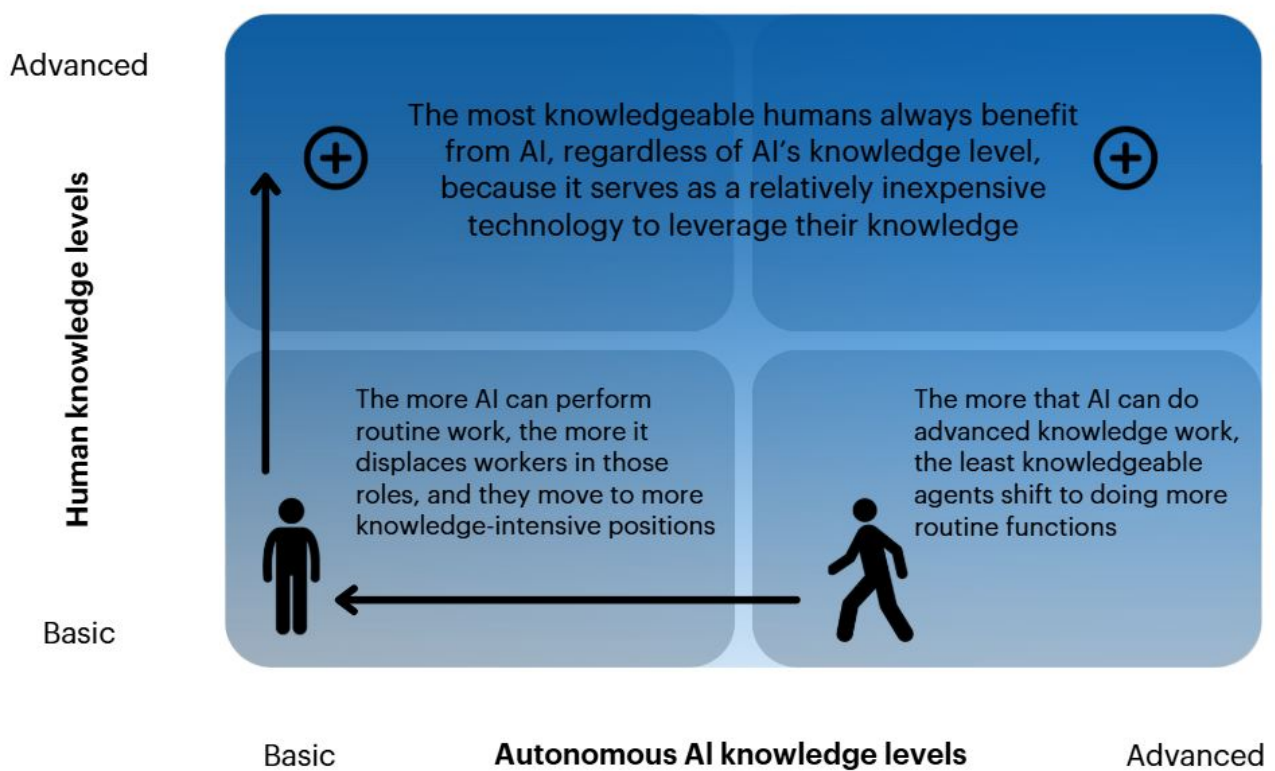 Advanced
The most knowledgeable humans always benefit
from AI, regardless of AI's knowledge level,
because it serves as a relatively inexpensive
technology to leverage their knowledge
Human knowledge levels
The more AI can perform
routine work, the more it
displaces workers in those
roles, and they move to more
knowledge-intensive positions
The more that AI can do
advanced knowledge work,
the least knowledgeable
agents shift to doing more
routine functions
Basic
Basic
Autonomous AI knowledge levels
Advanced